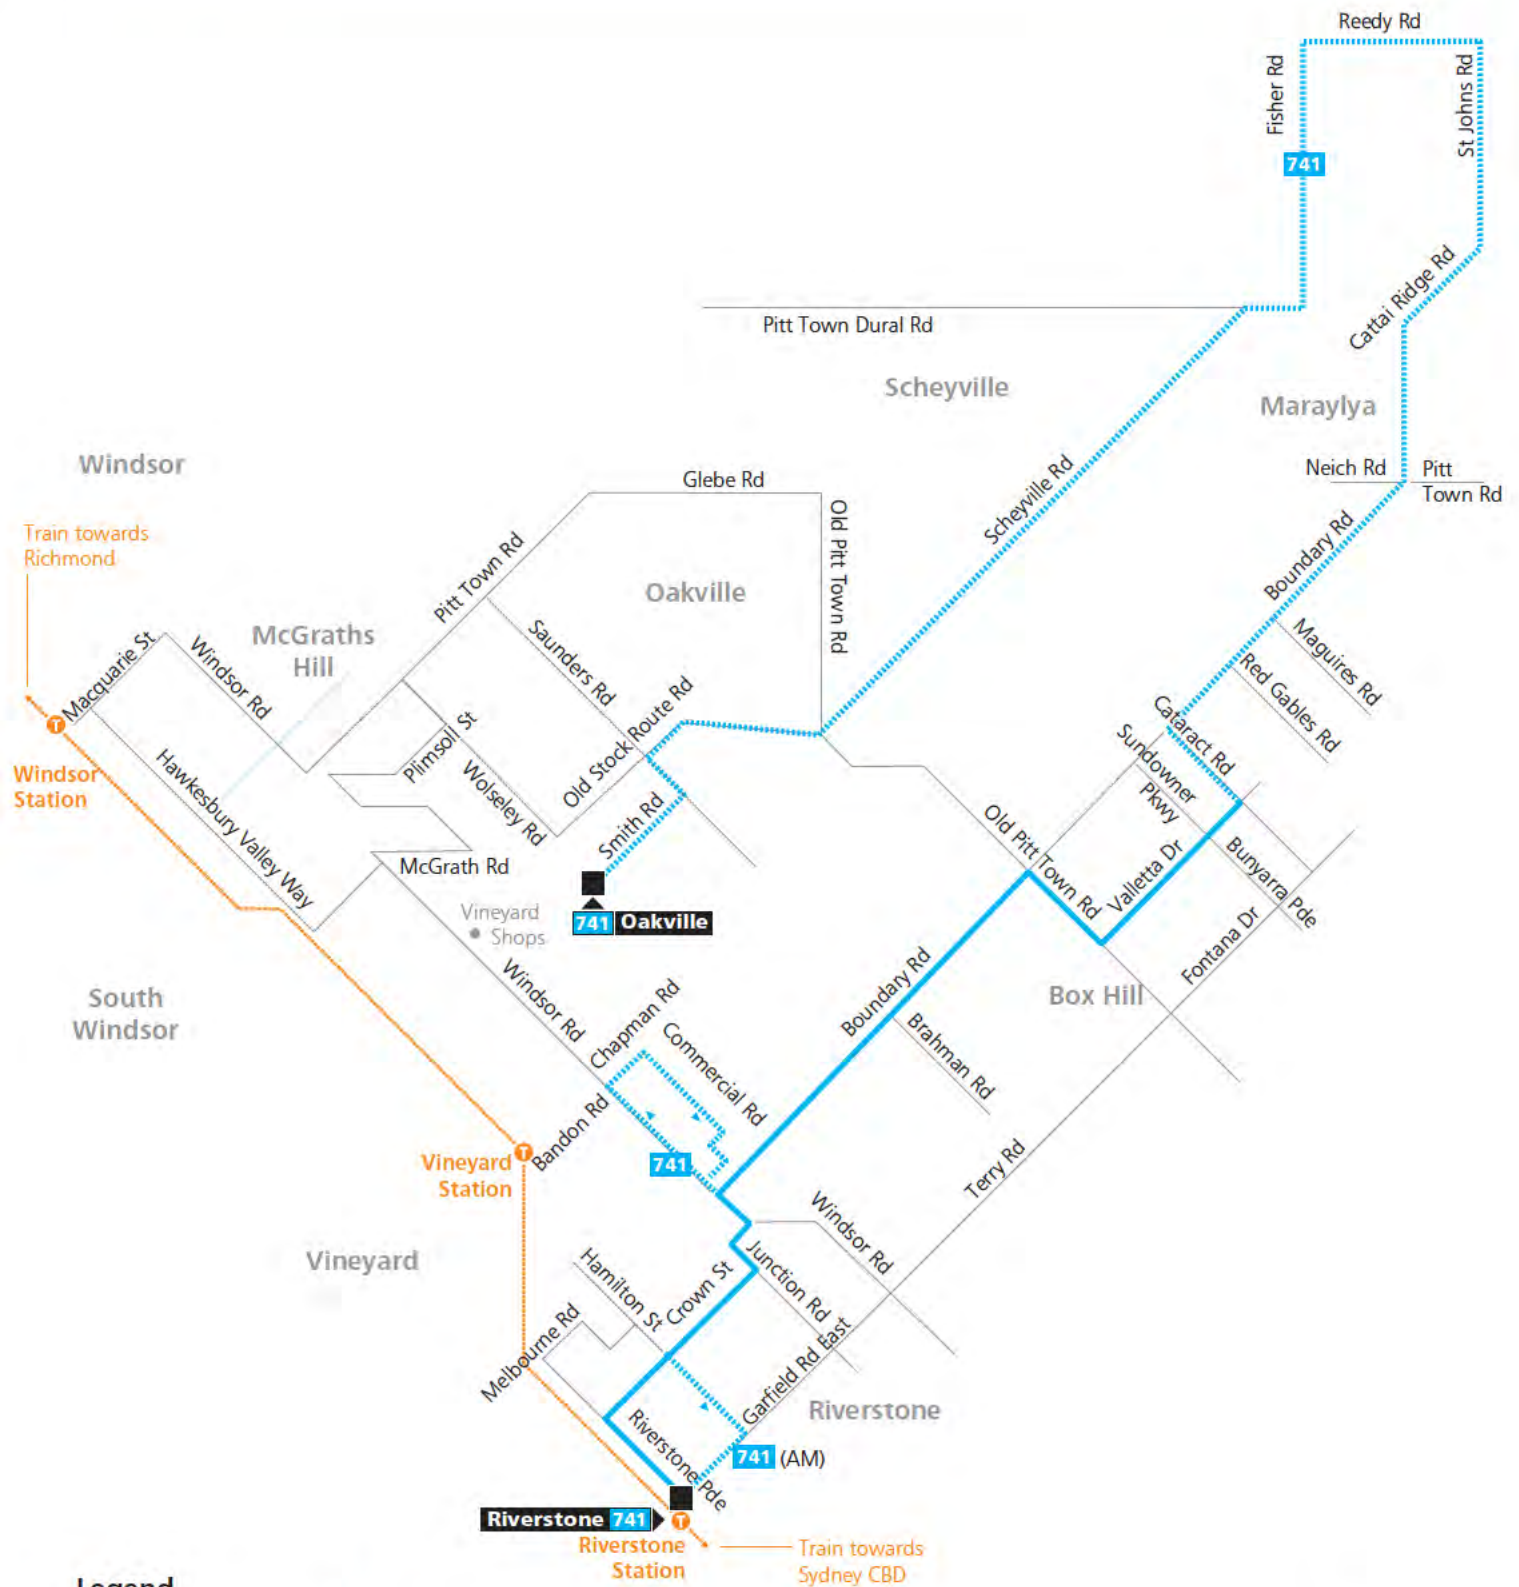 Reedy Rd
Fisher Rd
St Johns Rd
741
Cattai Ridge Rd
Pitt Town Dural Rd
Scheyville
Maraylya
Windsor
Neich Rd
Pitt
Town Rd
Glebe Rd
Scheyville Rd
Old Pitt Town Rd
Train towards
Richmond
Pitt Town Rd
Oakville
Boundary Rd
McGraths
Hill
Saunders Rd
Maguires Rd
Macquarie St
Windsor Rd
Red Gables Rd
Old Stock Route Rd
Cataract Rd
T
Plimsoll St
Sundowner
Pkwy
Windsor
Station
Hawkesbury Valley Way
Wolseley Rd
Smith Rd
Old Pitt Town Rd
Valletta Dr
Bunyarra Pde
McGrath Rd
Vineyard
Shops
741 Oakville
Fontana Dr
South
Windsor
Windsor Rd
Boundary Rd
Box Hill
Chapman Rd
Commercial Rd
Brahman Rd
Bandon Rd
T
Vineyard
Station
741
Terry Rd
Windsor Rd
Vineyard
Hamilton St
Crown St
Junction Rd
Melbourne Rd
Garfield Rd East
Riverstone
Riverstone Pde
741 (AM)
Riverstone 741
T
Riverstone
Station
Train towards
Sydney CBD
Legend